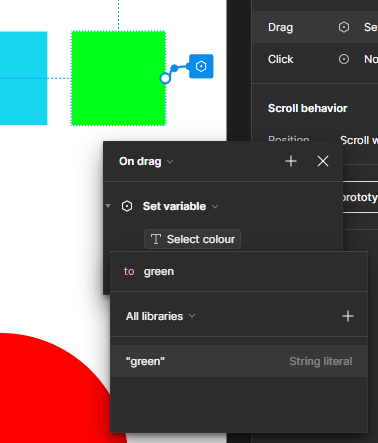 Drag Se
Click No
Scroll behavior
Position Scroll w
On drag
Set variable
prototy
Select colour
to green
All libraries
"green" String literal